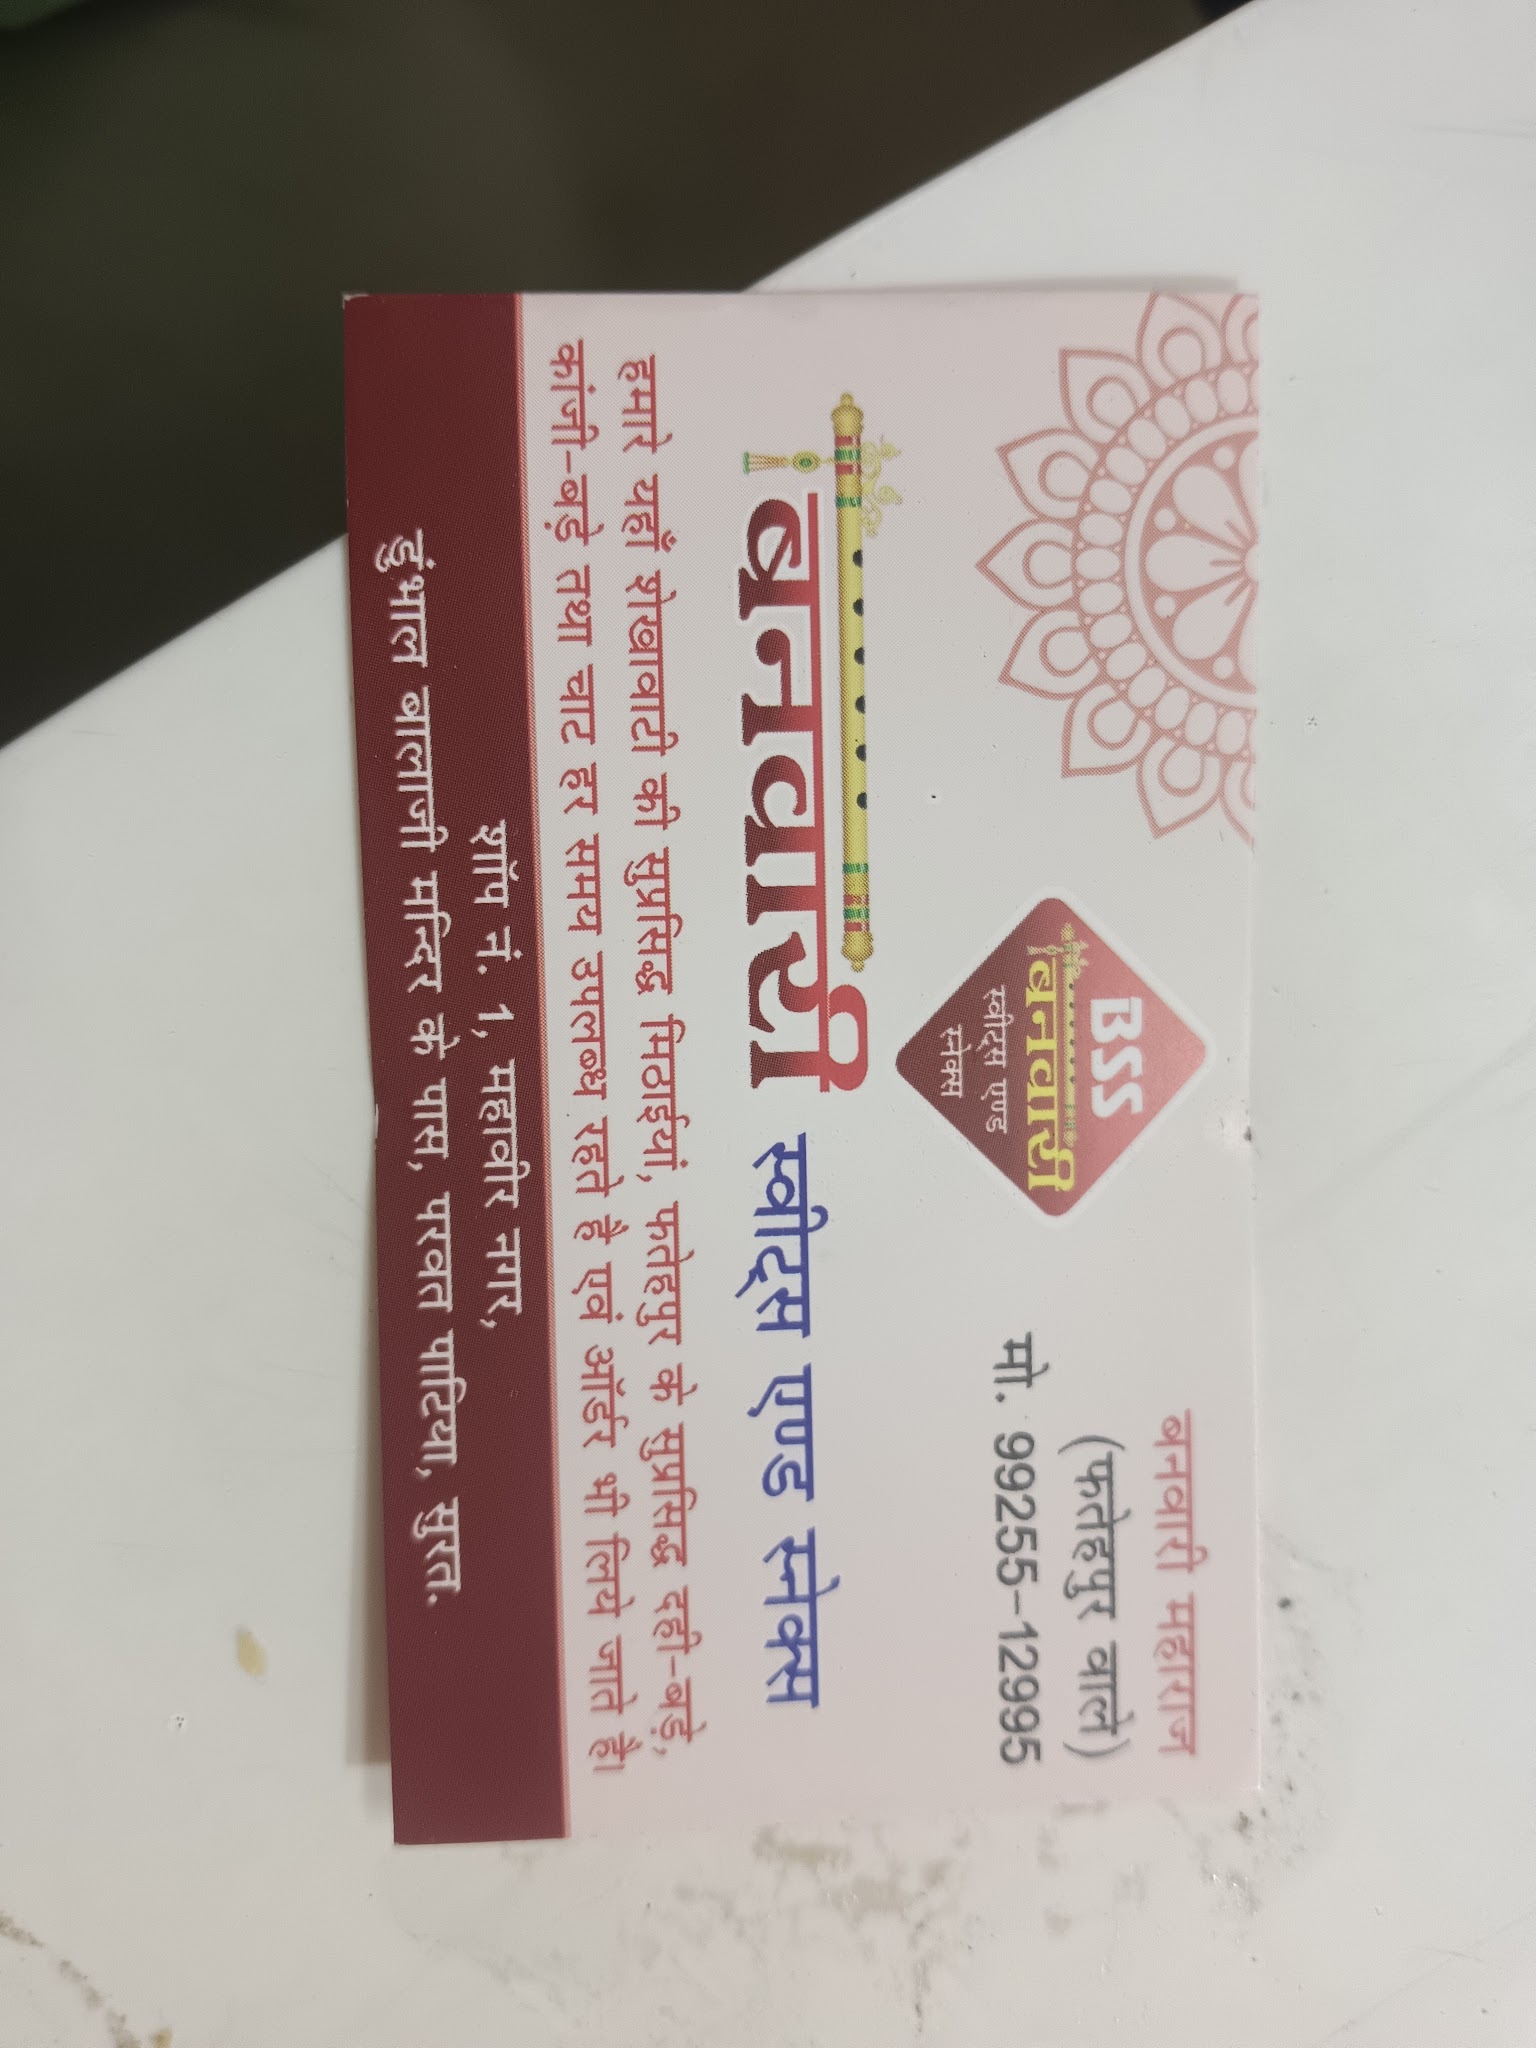 बनवारी महाराज
(फतेहपुर वाले)
मो. 99255-12995
BSS
बनवारी
स्वीट्स एण्ड
स्नेक्स
बनवारी स्वीट्स एण्ड स्नेक्स
हमारे यहाँ शेखावाटी की सुप्रसिद्ध मिठाईयां, फतेहपुर के सुप्रसिद्ध दही-बड़े,
कांजी-बड़े तथा चाट हर समय उपलब्ध रहते हैं एवं ऑर्डर भी लिये जाते है।
शॉप नं. 1, महावीर नगर,
डुंभाल बालाजी मन्दिर के पास, परवत पाटिया, सुरत.